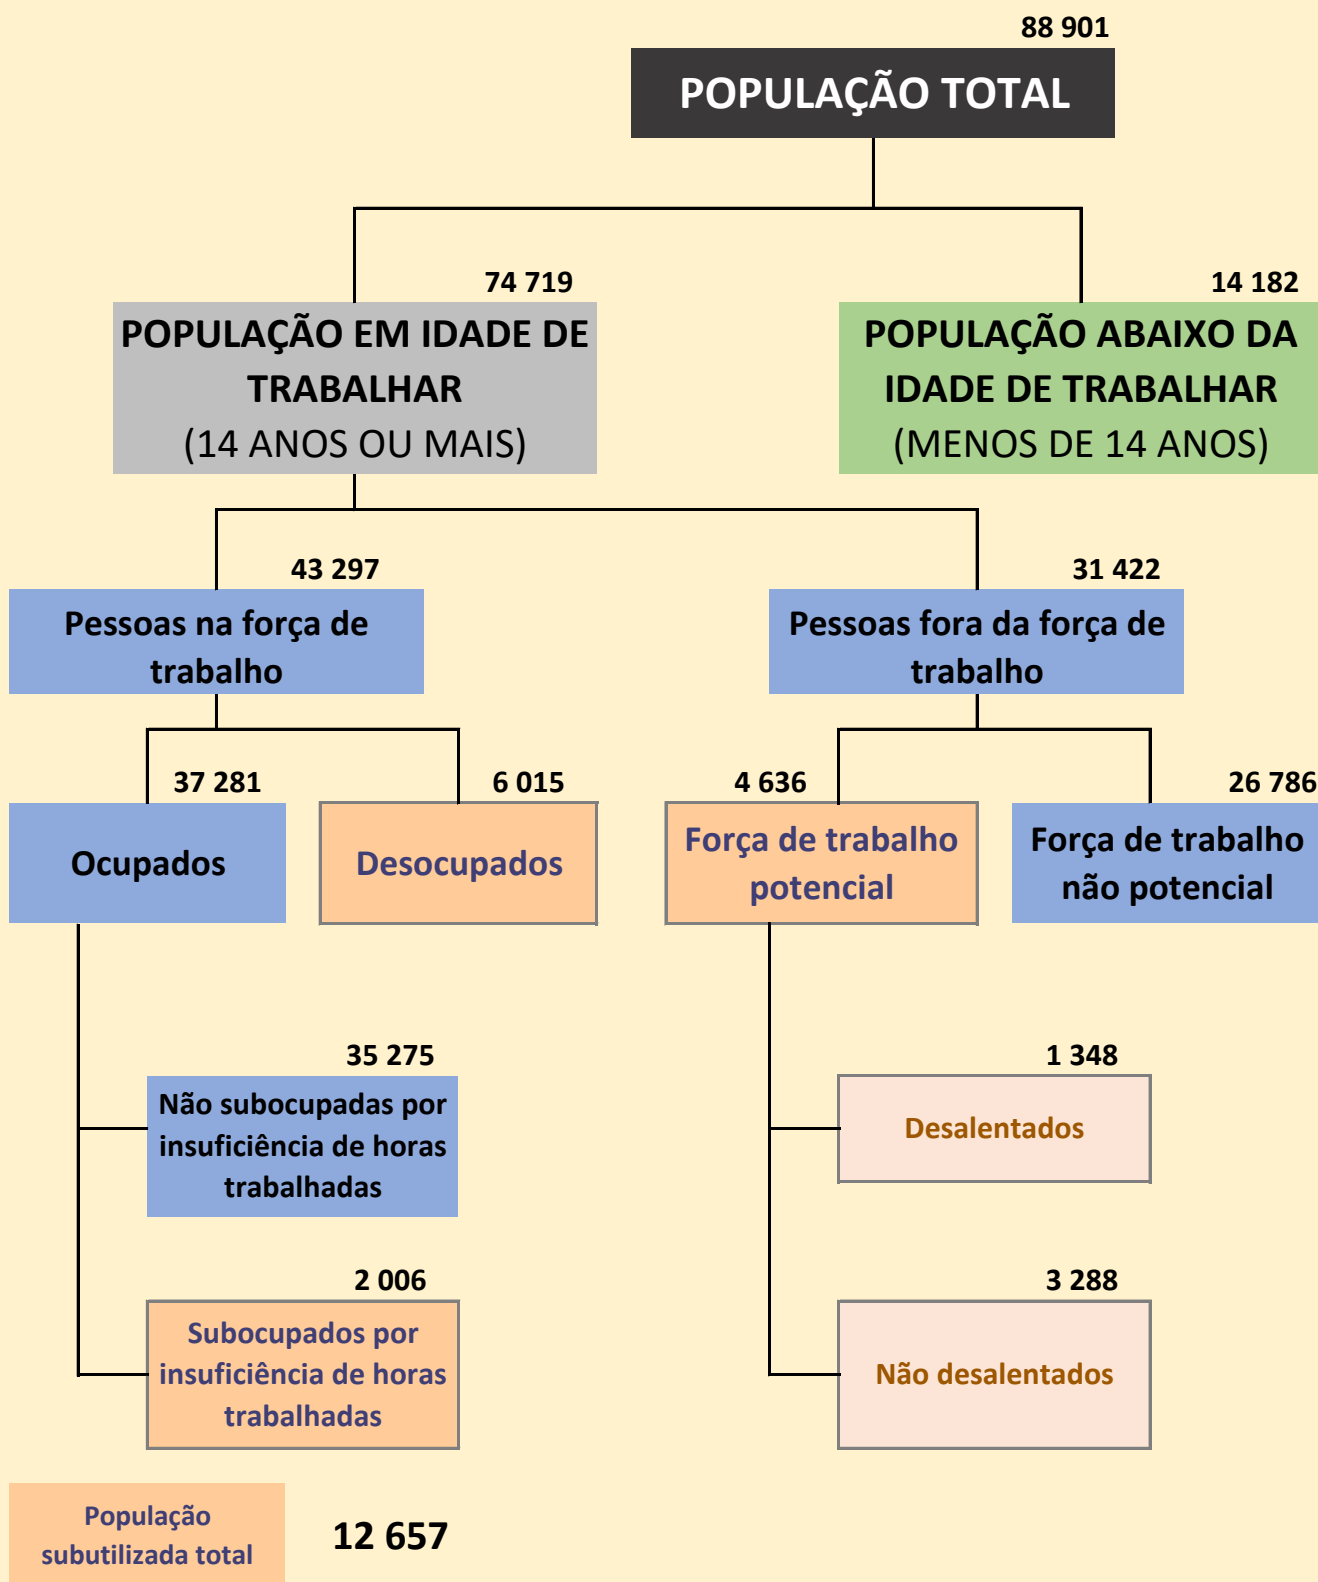 88 901
POPULAÇÃO TOTAL
74 719
POPULAÇÃO EM IDADE DE
TRABALHAR
(14 ANOS OU MAIS)
14 182
POPULAÇÃO ABAIXO DA
IDADE DE TRABALHAR
(MENOS DE 14 ANOS)
43 297
Pessoas na força de
trabalho
31 422
Pessoas fora da força de
trabalho
37 281
Ocupados
6 015
Desocupados
4 636
Força de trabalho
potencial
26 786
Força de trabalho
não potencial
35 275
Não subocupadas por
insuficiência de horas
trabalhadas
1 348
Desalentados
2 006
Subocupados por
insuficiência de horas
trabalhadas
3 288
Não desalentados
População
subutilizada total
12 657